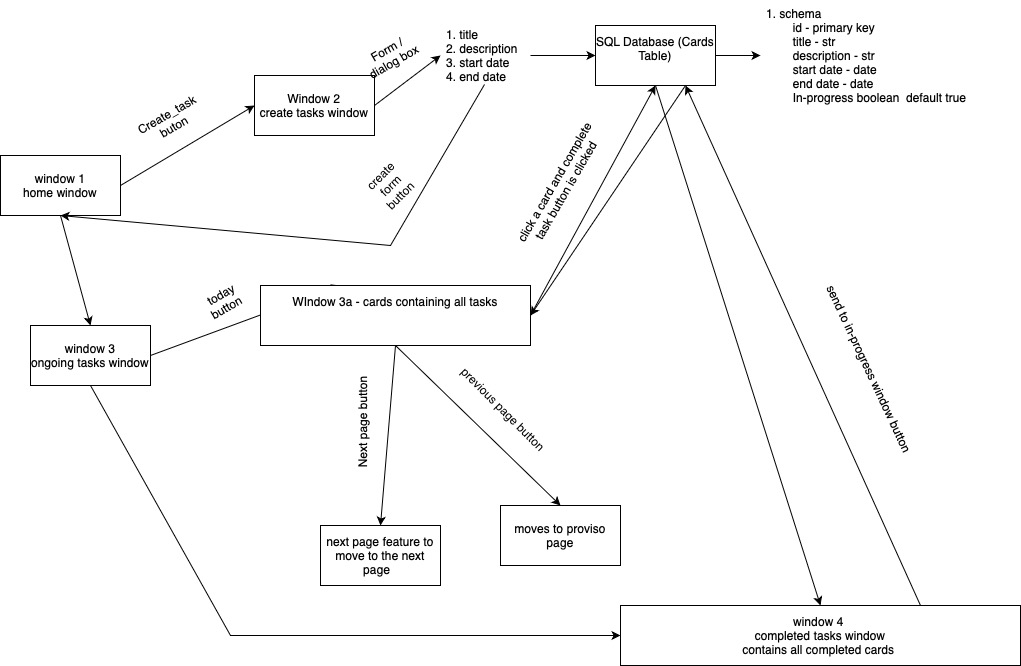 1. title
2. description
3. start date
4. end date
Form /
dialog box
SQL Database (Cards
Table)
1. schema
id - primary key
title - str
description - str
start date - date
end date - date
In-progress boolean  default true
Window 2
create tasks window
Create_task
buton
window 1
home window
create
form
button
click a card and complete
task button is clicked
today
button
WIndow 3a - cards containing all tasks
window 3
ongoing tasks window
send to in-progress window button
Next page button
previous page button
next page feature to
move to the next
page
moves to proviso
page
window 4
completed tasks window
contains all completed cards